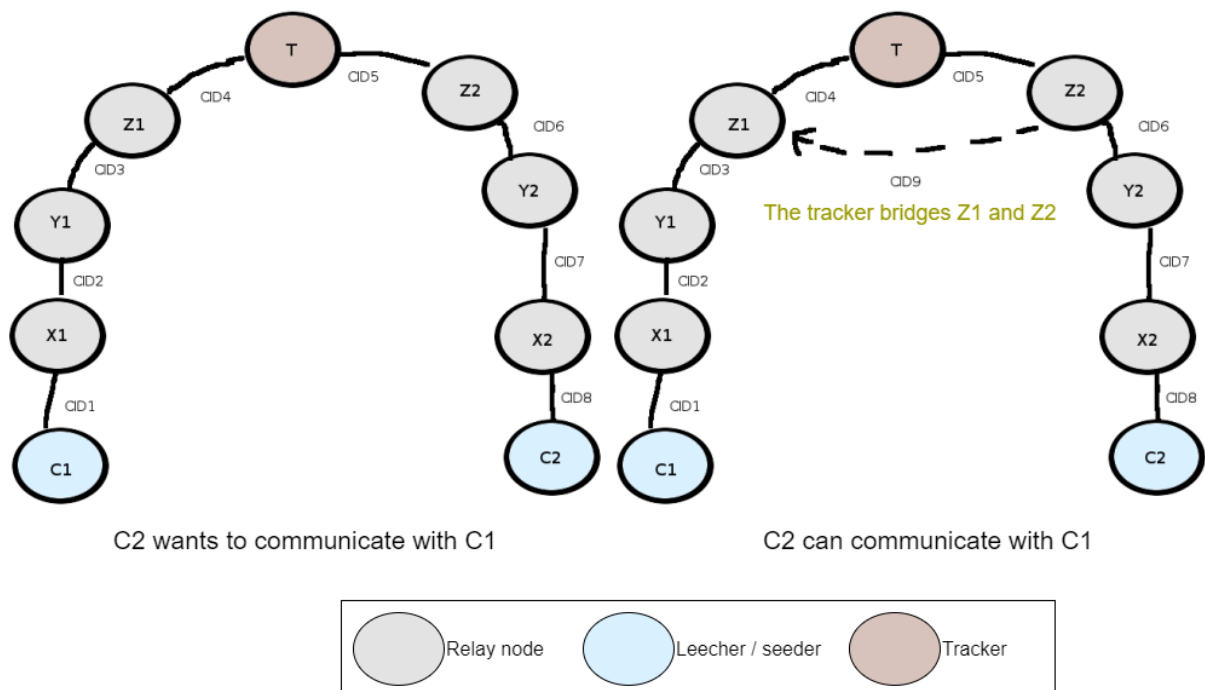 T
CID5
Z2
CID4
Z1
CID6
CID3
Y2
Y1
CID2
CID7
X1
X2
CID1
CID8
C1
C2
C2 wants to communicate with C1
T
CID5
Z2
CID4
Z1
CID6
CID3
CID9
Y2
The tracker bridges Z1 and Z2
Y1
CID2
CID7
X1
X2
CID1
CID8
C1
C2
C2 can communicate with C1
Relay node
Leecher / seeder
Tracker